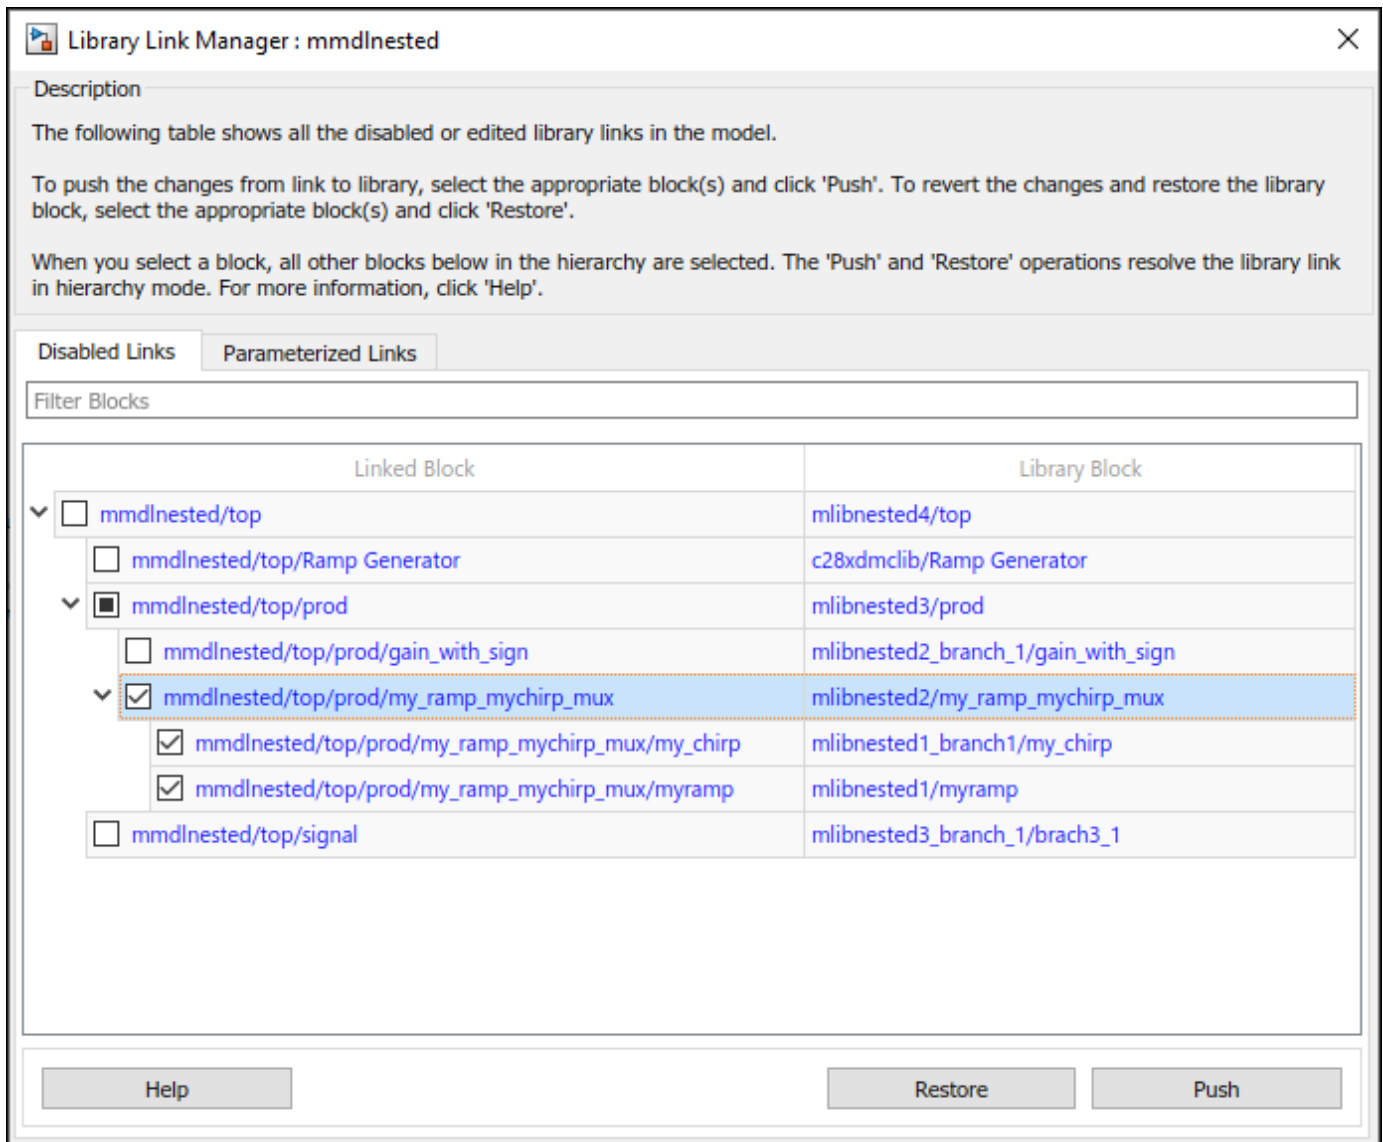 Library Link Manager : mmdlnested
Description
The following table shows all the disabled or edited library links in the model.
To push the changes from link to library, select the appropriate block(s) and click 'Push'. To revert the changes and restore the library
block, select the appropriate block(s) and click 'Restore'.
When you select a block, all other blocks below in the hierarchy are selected. The 'Push' and 'Restore' operations resolve the library link
in hierarchy mode. For more information, click 'Help'.
Disabled Links Parameterized Links
Filter Blocks
Linked Block Library Block
mmdlnested/top mlibnested4/top
mmdlnested/top/Ramp Generator c28xdmclib/Ramp Generator
mmdlnested/top/prod mlibnested3/prod
mmdlnested/top/prod/gain_with_sign mlibnested2_branch_1/gain_with_sign
mmdlnested/top/prod/my_ramp_mychirp_mux mlibnested2/my_ramp_mychirp_mux
mmdlnested/top/prod/my_ramp_mychirp_mux/my_chirp mlibnested1_branch1/my_chirp
mmdlnested/top/prod/my_ramp_mychirp_mux/myramp mlibnested1/myramp
mmdlnested/top/signal mlibnested3_branch_1/brach3_1
Help Restore Push